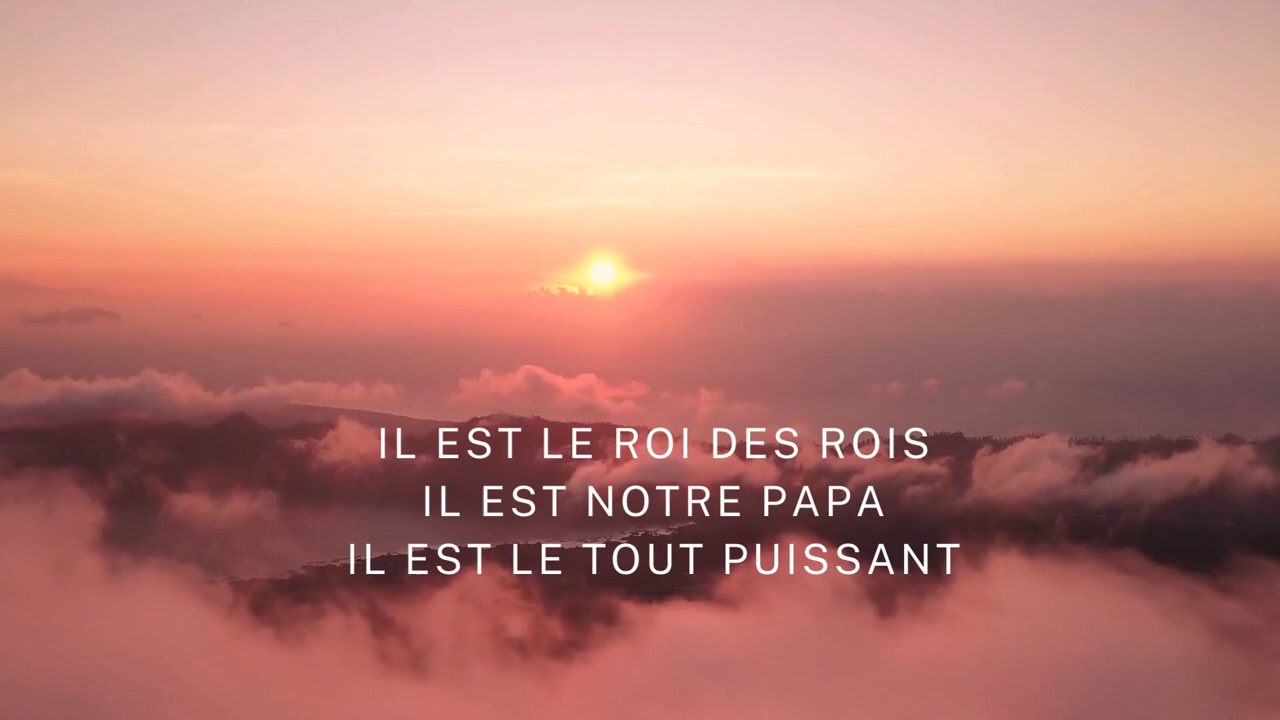 IL EST LE ROI DES ROIS
IL EST NOTRE PAPA
IL EST LE TOUT PUISSANT